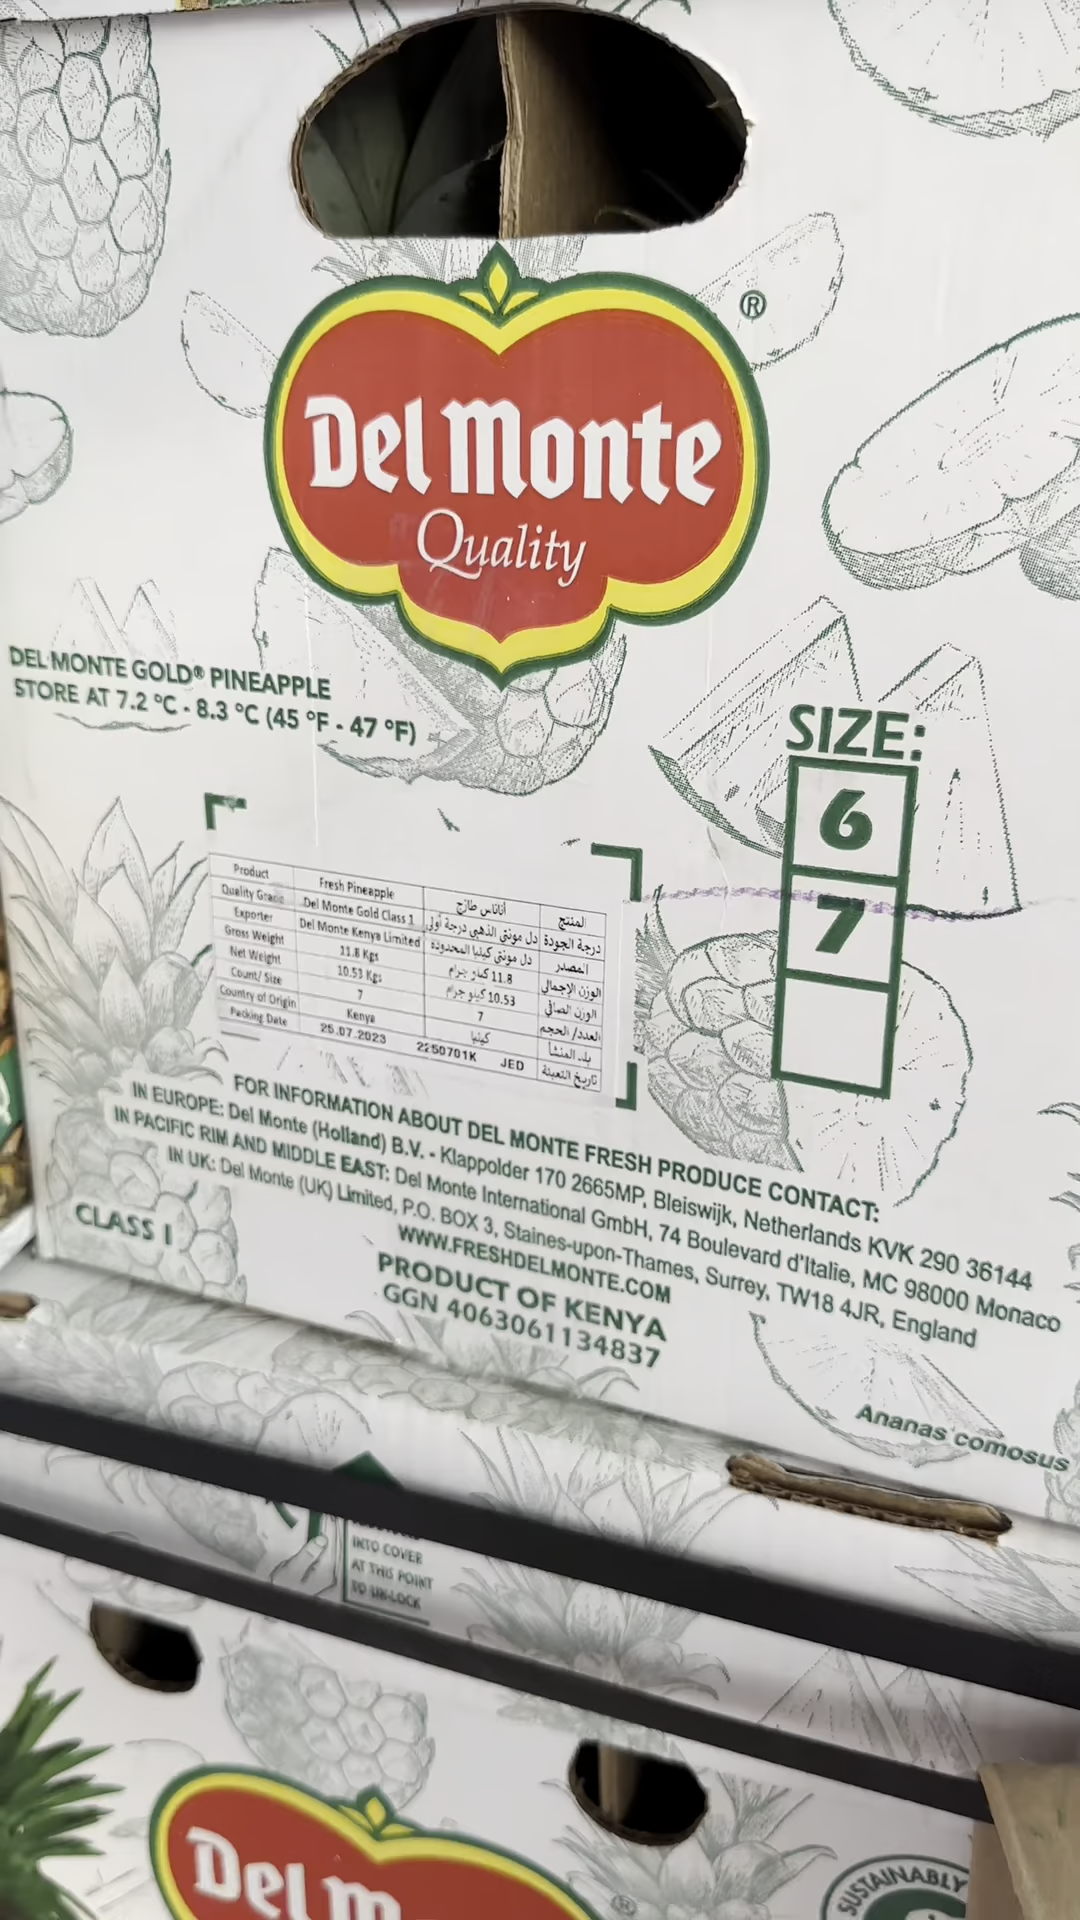 ®
Del Monte
Quality
DEL MONTE GOLD® PINEAPPLE
STORE AT 7.2 °C - 8.3 °C (45 °F - 47 °F)
SIZE:
6
7
Product Fresh Pineapple أناناس طازج المنتج
Quality Grade Del Monte Gold Class 1 دل مونتي الذهبي درجة أولى درجة الجودة
Exporter Del Monte Kenya Limited دل مونتي كينيا المحدودة المصدر
Gross Weight 11.8 Kgs 11.8 كيلو جرام الوزن الإجمالي
Net Weight 10.53 Kgs 10.53 كيلو جرام الوزن الصافي
Count/ Size 7 7 العدد/ الحجم
Country of Origin Kenya كينيا بلد المنشأ
Packing Date 25.07.2023 2250701K JED تاريخ التعبئة
FOR INFORMATION ABOUT DEL MONTE FRESH PRODUCE CONTACT:
IN EUROPE: Del Monte (Holland) B.V. - Klappolder 170 2665MP, Bleiswijk, Netherlands KVK 290 36144
IN PACIFIC RIM AND MIDDLE EAST: Del Monte International GmbH, 74 Boulevard d'Italie, MC 98000 Monaco
IN UK: Del Monte (UK) Limited, P.O. BOX 3, Staines-upon-Thames, Surrey, TW18 4JR, England
WWW.FRESHDELMONTE.COM
CLASS I
PRODUCT OF KENYA
GGN 4063061134837
Ananas comosus
INTO COVER
AT THIS POINT
TO UN-LOCK
Del M
®
SUSTAINABLY